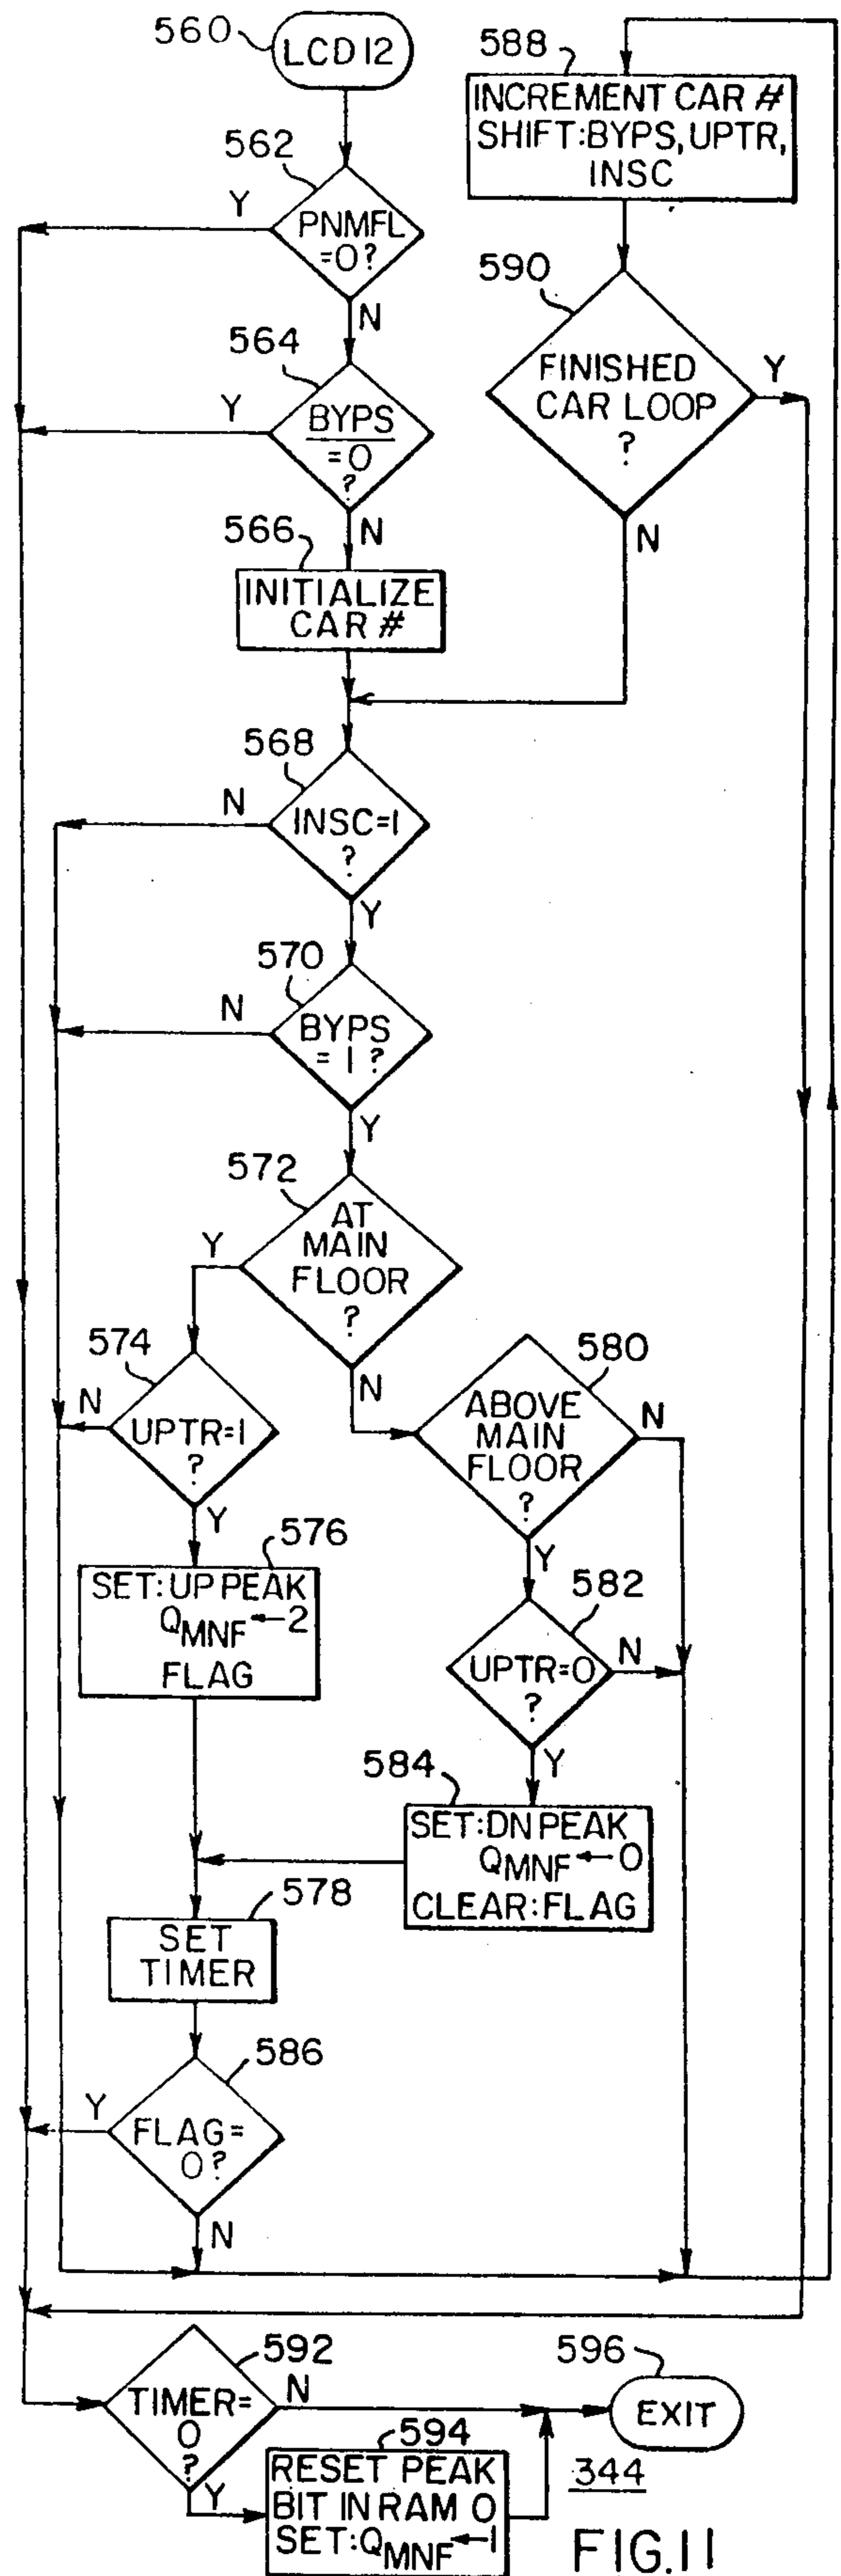 560
LCD12
562
PNMFL
=0?
Y
N
564
BYPS
=0
?
Y
N
566
INITIALIZE
CAR #
588
INCREMENT CAR #
SHIFT:BYPS, UPTR,
INSC
590
FINISHED
CAR LOOP
?
Y
N
568
INSC=1
?
N
Y
570
BYPS
=1?
N
Y
572
AT
MAIN
FLOOR
?
Y
N
574
UPTR=1
?
N
Y
576
SET:UP PEAK
QMNF←2
FLAG
580
ABOVE
MAIN
FLOOR
?
N
Y
582
UPTR=0
?
N
Y
584
SET:DN PEAK
QMNF←0
CLEAR:FLAG
578
SET
TIMER
586
FLAG=
0?
Y
N
592
TIMER=
0
?
N
Y
594
RESET PEAK
BIT IN RAM 0
SET:QMNF←1
596
EXIT
344
FIG.11